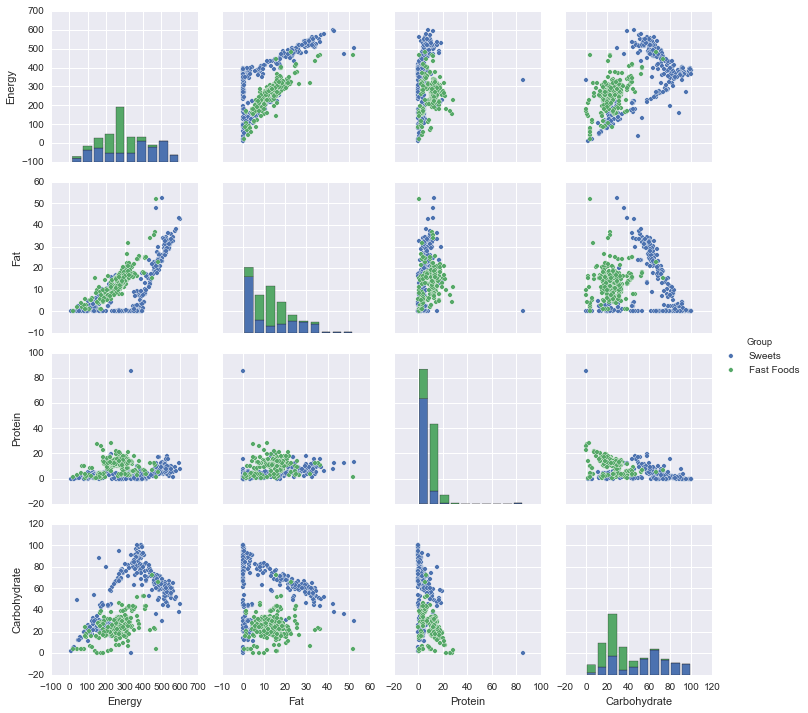 700
600
500
400
300
200
100
0
−100
Energy
60
50
40
30
20
10
0
−10
Fat
100
80
60
40
20
0
−20
Protein
Group
Sweets
Fast Foods
120
100
80
60
40
20
0
−20
Carbohydrate
−100 0 100 200 300 400 500 600 700
Energy
−10 0 10 20 30 40 50 60
Fat
−20 0 20 40 60 80 100
Protein
−20 0 20 40 60 80 100 120
Carbohydrate